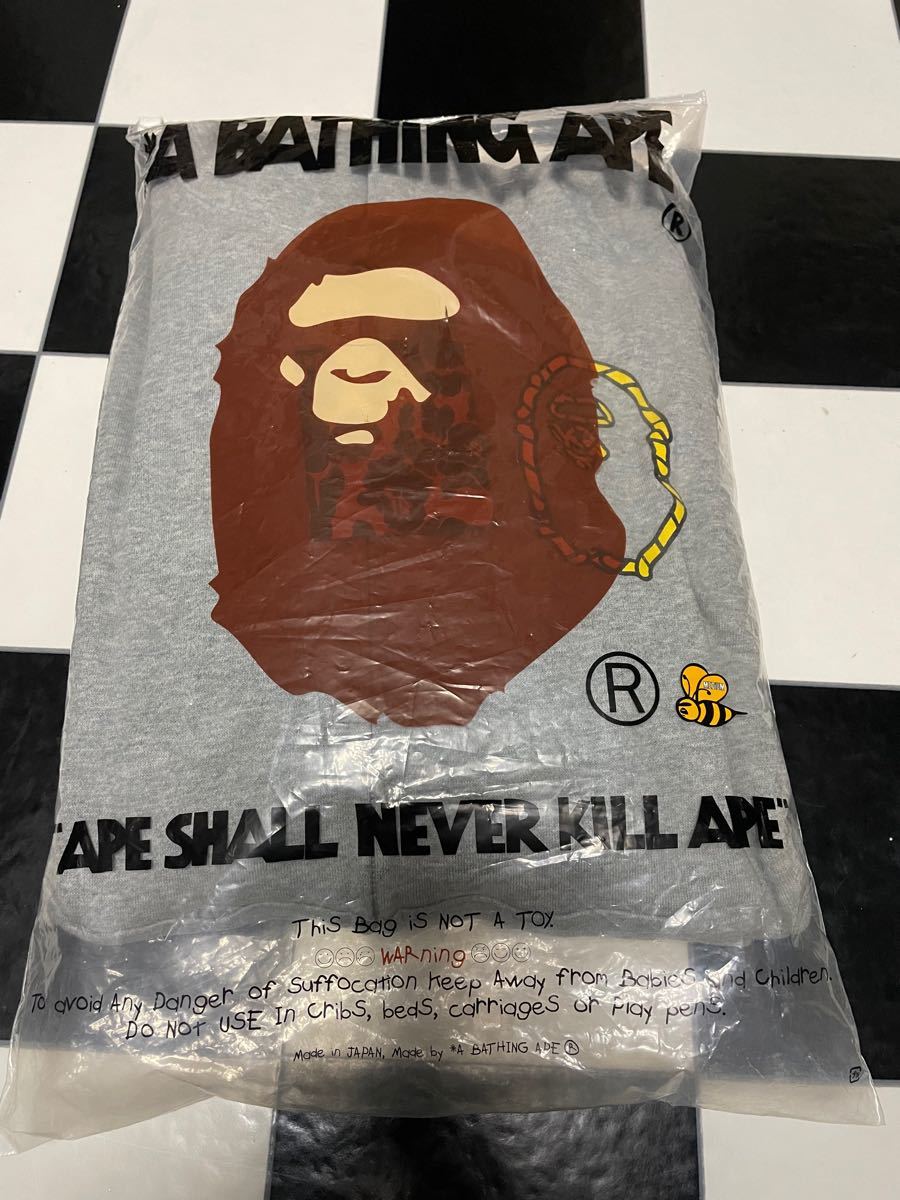 *A BATHING APE
®
®
MEDIUM
"APE SHALL NEVER KILL APE"
THiS Bag iS NOT A TOY.
WARning
To avoid Any Danger of Suffocation Keep Away from Babies and Children.
DO NOT USE In Cribs, beds, carriages or Play pens.
Made in JAPAN, Made by *A BATHING APE ®